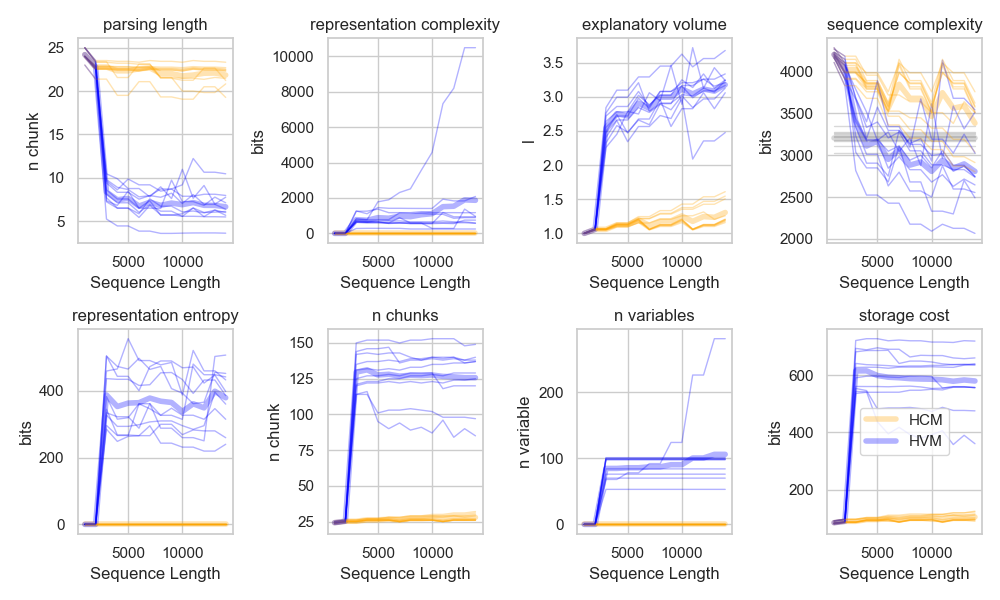 parsing length
n chunk
25
20
15
10
5
5000 10000
Sequence Length
representation complexity
bits
10000
8000
6000
4000
2000
0
5000 10000
Sequence Length
explanatory volume
l
3.5
3.0
2.5
2.0
1.5
1.0
5000 10000
Sequence Length
sequence complexity
bits
4000
3500
3000
2500
2000
5000 10000
Sequence Length
representation entropy
bits
400
200
0
5000 10000
Sequence Length
n chunks
n chunk
150
125
100
75
50
25
5000 10000
Sequence Length
n variables
n variable
200
100
0
5000 10000
Sequence Length
storage cost
bits
600
400
200
HCM
HVM
5000 10000
Sequence Length